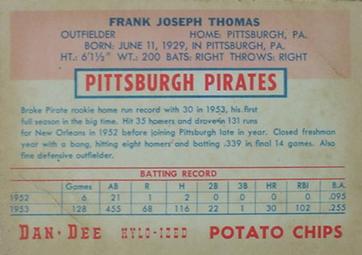 FRANK JOSEPH THOMAS
OUTFIELDER HOME: PITTSBURGH, PA.
BORN: JUNE 11, 1929, IN PITTSBURGH, PA.
HT.: 6'1½" WT.: 200 BATS: RIGHT THROWS: RIGHT
PITTSBURGH PIRATES
Broke Pirate rookie home run record with 30 in 1953, his first
full season in the big time. Hit 35 homers and drove in 131 runs
for New Orleans in 1952 before joining Pittsburgh late in year. Closed freshman
year with a bang, hitting eight homers and batting .339 in final 14 games. Also
fine defensive outfielder.
BATTING RECORD
Games AB R H 2B 3B HR RBI B.A.
1952 6 21 1 2 0 0 0 0 .095
1953 128 455 68 116 22 1 30 102 .255
DAN-DEE POTATO CHIPS